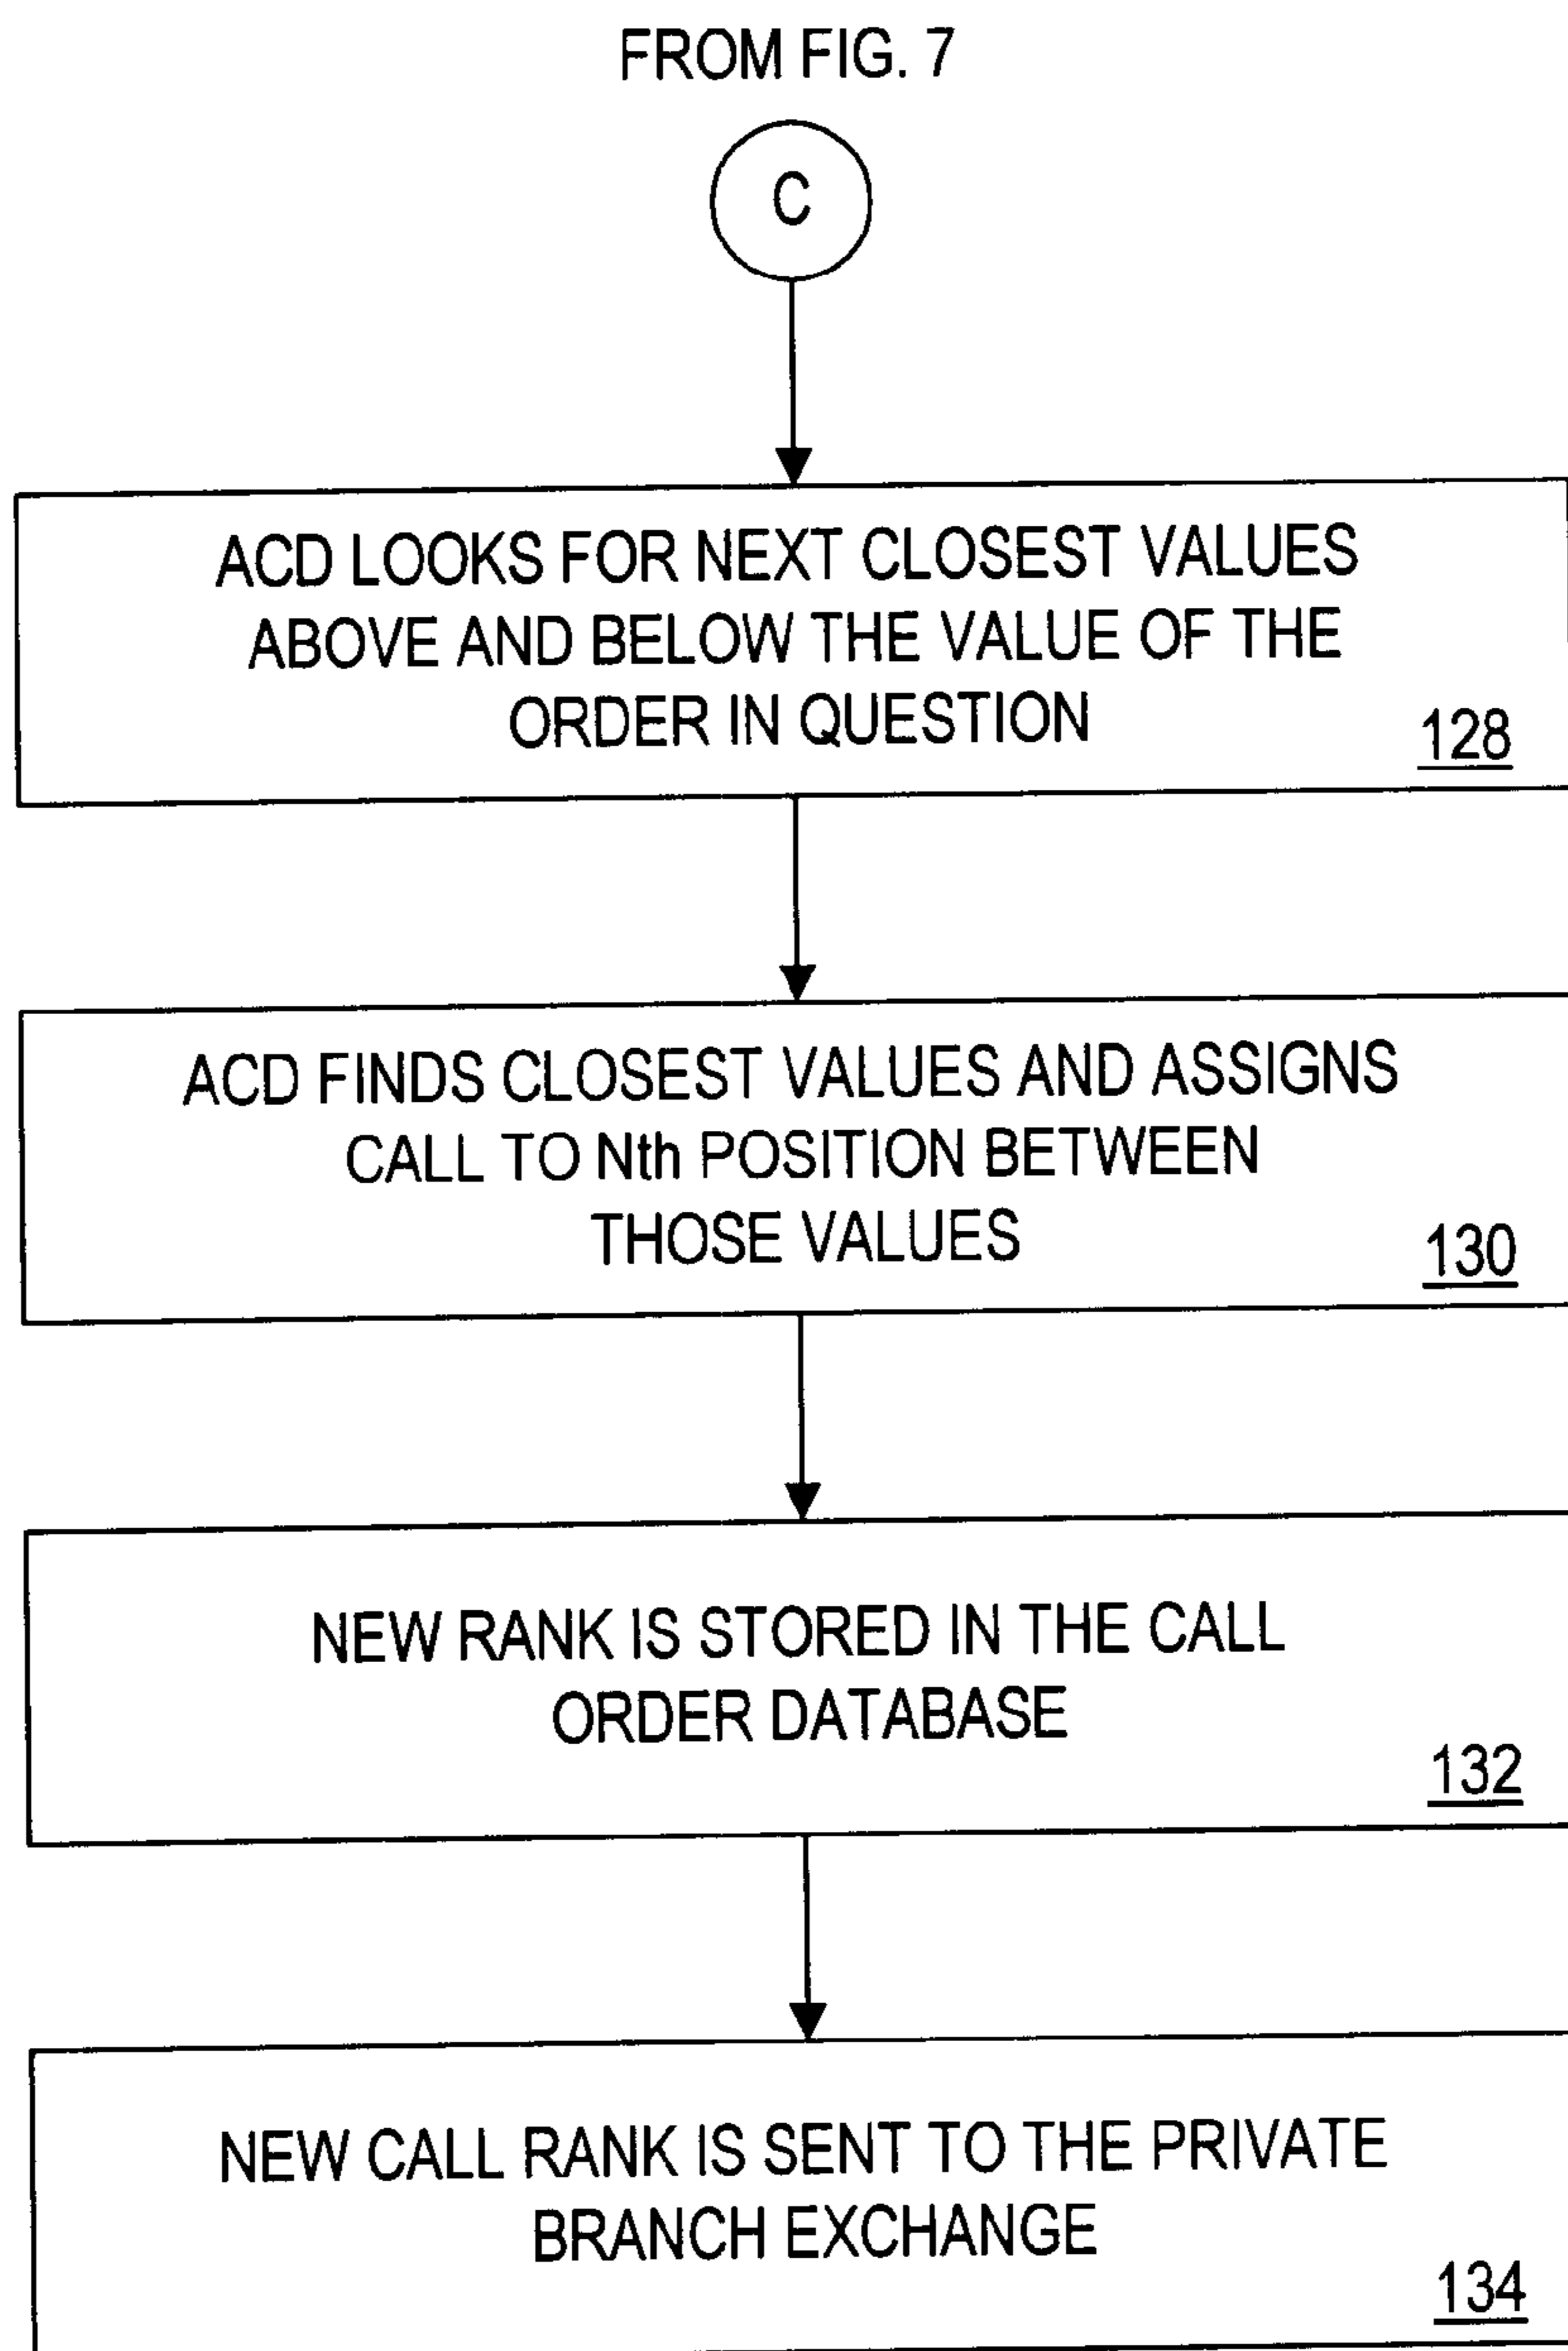 FROM FIG. 7
C
ACD LOOKS FOR NEXT CLOSEST VALUES
ABOVE AND BELOW THE VALUE OF THE
ORDER IN QUESTION
128
ACD FINDS CLOSEST VALUES AND ASSIGNS
CALL TO Nth POSITION BETWEEN
THOSE VALUES
130
NEW RANK IS STORED IN THE CALL
ORDER DATABASE
132
NEW CALL RANK IS SENT TO THE PRIVATE
BRANCH EXCHANGE
134